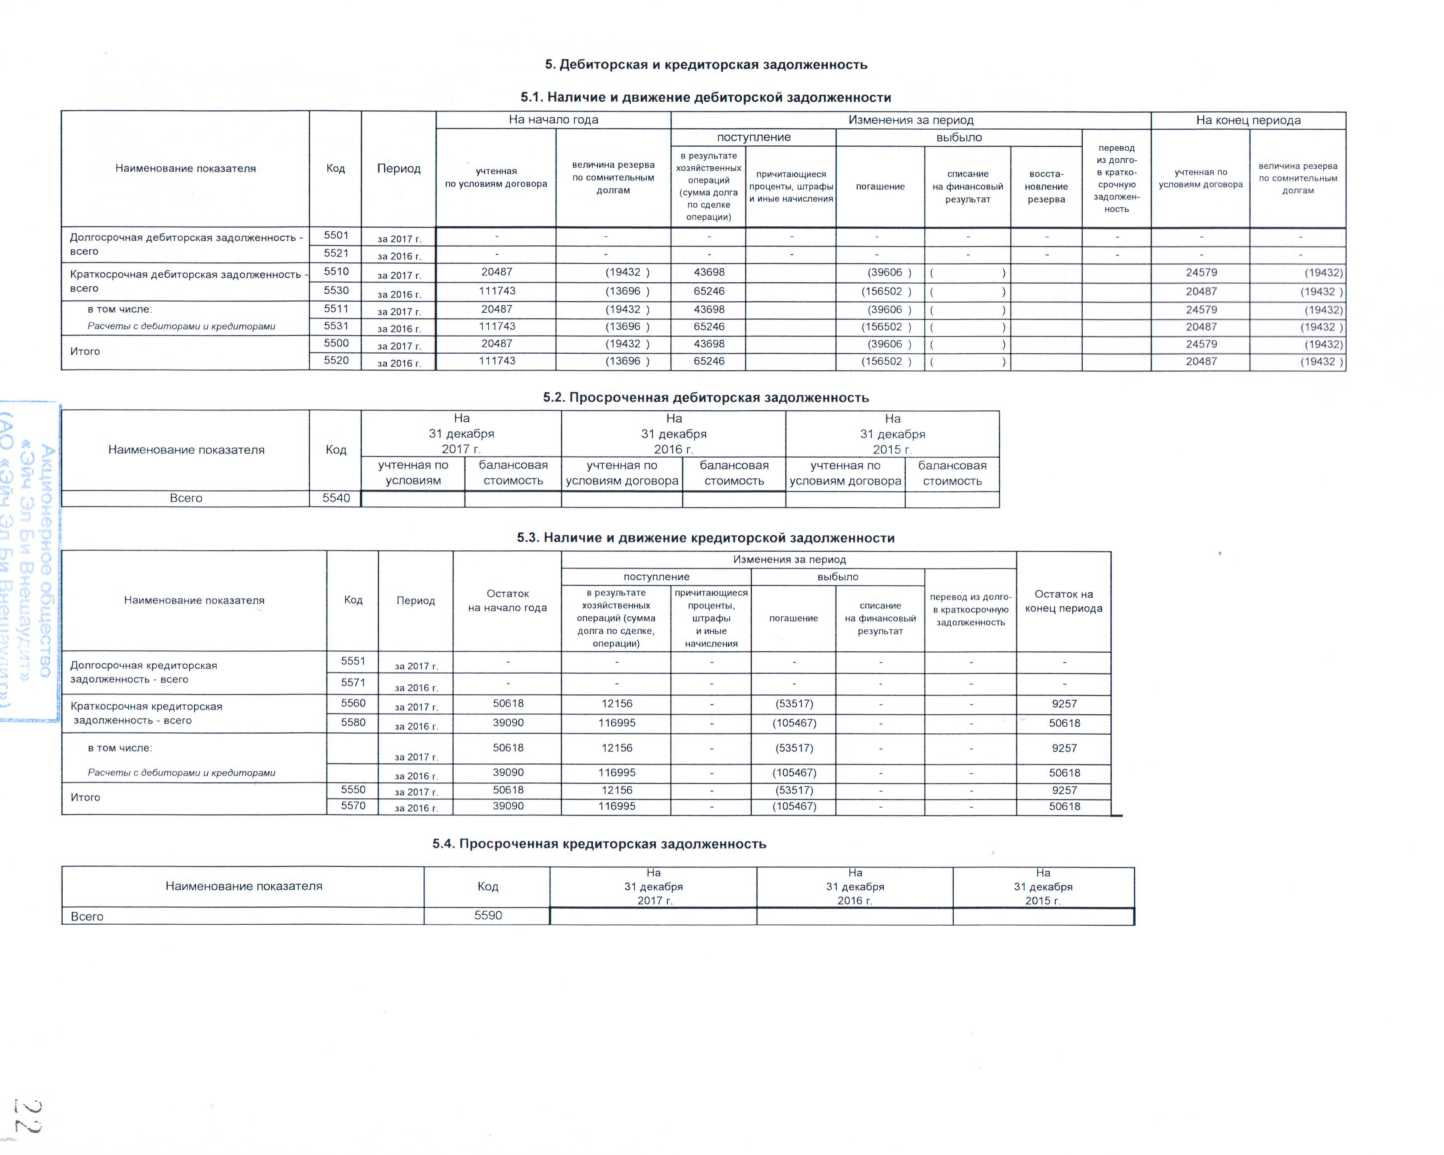 5. Дебиторская и кредиторская задолженность
5.1. Наличие и движение дебиторской задолженности
Наименование показателя | Код | Период | На начало года | Изменения за период | На конец периода
поступление | выбыло | перевод из долго- в кратко- срочную задолжен- ность
учтенная по условиям договора | величина резерва по сомнительным долгам | в результате хозяйственных операций (сумма долга по сделке операции) | причитающиеся проценты, штрафы и иные начисления | погашение | списание на финансовый результат | восста- новление резерва | учтенная по условиям договора | величина резерва по сомнительным долгам
Долгосрочная дебиторская задолженность - всего | 5501 | за 2017 г. | - | - | - | - | - | - | - | - | - | -
5521 | за 2016 г. | - | - | - | - | - | - | - | - | - | -
Краткосрочная дебиторская задолженность - всего | 5510 | за 2017 г. | 20487 | (19432 ) | 43698 | (39606 ) | ( ) | 24579 | (19432)
5530 | за 2016 г. | 111743 | (13696 ) | 65246 | (156502 ) | ( ) | 20487 | (19432 )
в том числе: | 5511 | за 2017 г. | 20487 | (19432 ) | 43698 | (39606 ) | ( ) | 24579 | (19432)
Расчеты с дебиторами и кредиторами | 5531 | за 2016 г. | 111743 | (13696 ) | 65246 | (156502 ) | ( ) | 20487 | (19432 )
Итого | 5500 | за 2017 г. | 20487 | (19432 ) | 43698 | (39606 ) | ( ) | 24579 | (19432)
5520 | за 2016 г. | 111743 | (13696 ) | 65246 | (156502 ) | ( ) | 20487 | (19432 )
5.2. Просроченная дебиторская задолженность
Наименование показателя | Код | На 31 декабря 2017 г. | На 31 декабря 2016 г. | На 31 декабря 2015 г.
учтенная по условиям | балансовая стоимость | учтенная по условиям договора | балансовая стоимость | учтенная по условиям договора | балансовая стоимость
Всего | 5540
5.3. Наличие и движение кредиторской задолженности
Наименование показателя | Код | Период | Остаток на начало года | Изменения за период | Остаток на конец периода
поступление | выбыло | перевод из долго- в краткосрочную задолженность
в результате хозяйственных операций (сумма долга по сделке, операции) | причитающиеся проценты, штрафы и иные начисления | погашение | списание на финансовый результат
Долгосрочная кредиторская задолженность - всего | 5551 | за 2017 г. | - | - | - | - | - | - | -
5571 | за 2016 г. | - | - | - | - | - | - | -
Краткосрочная кредиторская задолженность - всего | 5560 | за 2017 г. | 50618 | 12156 | - | (53517) | - | - | 9257
5580 | за 2016 г. | 39090 | 116995 | - | (105467) | - | - | 50618
в том числе: | за 2017 г. | 50618 | 12156 | - | (53517) | - | - | 9257
Расчеты с дебиторами и кредиторами | за 2016 г. | 39090 | 116995 | - | (105467) | - | - | 50618
Итого | 5550 | за 2017 г. | 50618 | 12156 | - | (53517) | - | - | 9257
5570 | за 2016 г. | 39090 | 116995 | - | (105467) | - | - | 50618
5.4. Просроченная кредиторская задолженность
Наименование показателя | Код | На 31 декабря 2017 г. | На 31 декабря 2016 г. | На 31 декабря 2015 г.
Всего | 5590
Акционерное общество
«Эйч Эл Би Внешаудит»
(АО «Эйч Эл Би Внешаудит»)
22